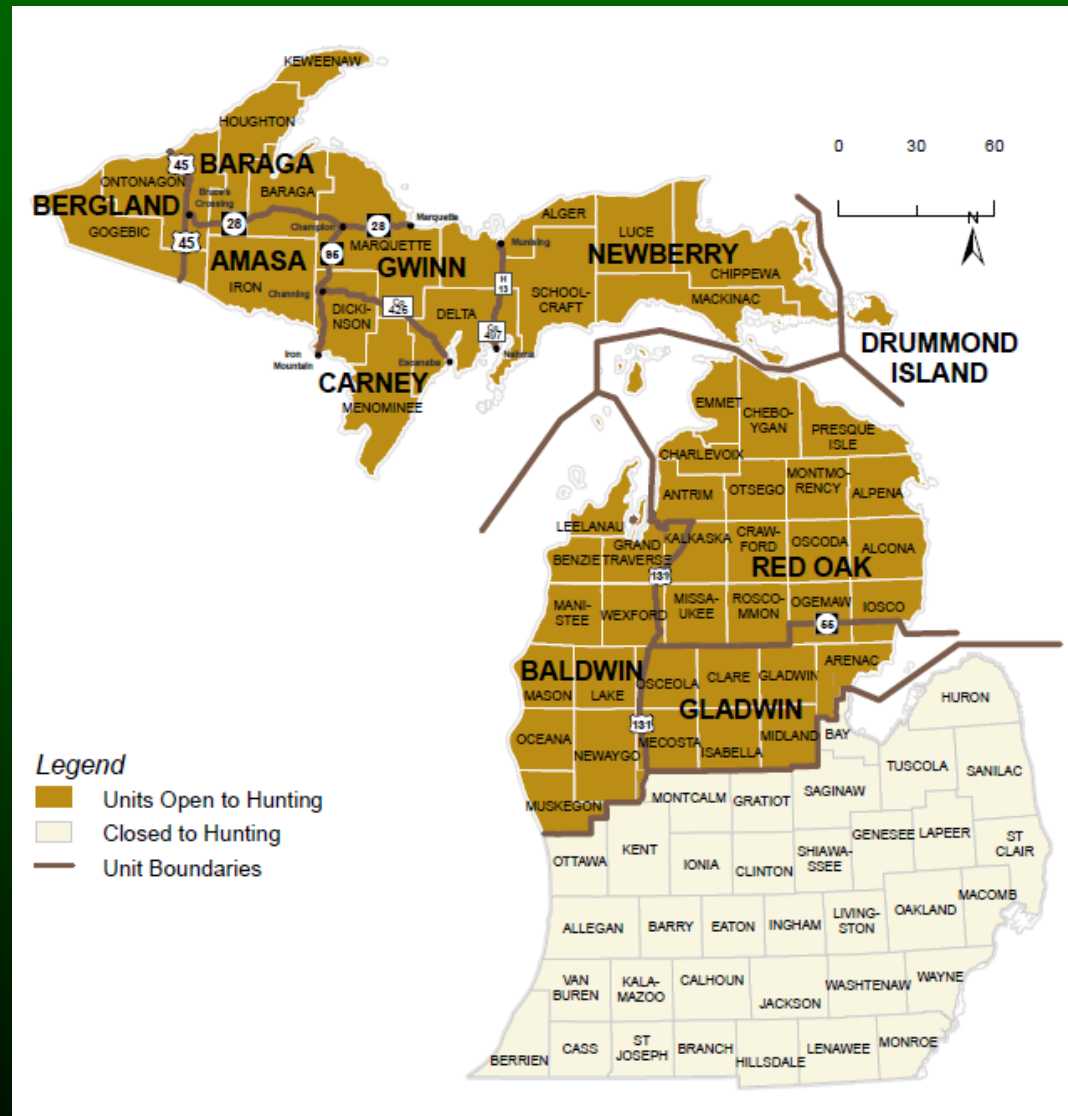 KEWEENAW
HOUGHTON
0 30 60
N
45
BARAGA
ONTONAGON
Bruce's
Crossing
BARAGA
BERGLAND
GOGEBIC
28
45
Champion
28
Marquette
MARQUETTE
95
AMASA
IRON
GWINN
Channing
DICKI-
NSON
Co.
426
DELTA
H
13
Munising
ALGER
LUCE
NEWBERRY
CHIPPEWA
SCHOOL-
CRAFT
MACKINAC
Co.
497
Nahma
Iron
Mountain
Escanaba
CARNEY
MENOMINEE
DRUMMOND
ISLAND
EMMET
CHEBO-
YGAN
PRESQUE
ISLE
CHARLEVOIX
ANTRIM
OTSEGO
MONTMO-
RENCY
ALPENA
LEELANAU
BENZIE
GRAND
TRAVERSE
KALKASKA
CRAW-
FORD
OSCODA
ALCONA
RED OAK
131
MANI-
STEE
WEXFORD
MISSA-
UKEE
ROSCO-
MMON
OGEMAW
IOSCO
55
BALDWIN
MASON
LAKE
OSCEOLA
CLARE
GLADWIN
ARENAC
GLADWIN
131
OCEANA
NEWAYGO
MECOSTA
ISABELLA
MIDLAND
BAY
HURON
MUSKEGON
MONTCALM
GRATIOT
SAGINAW
TUSCOLA
SANILAC
Legend
Units Open to Hunting
Closed to Hunting
Unit Boundaries
OTTAWA
KENT
IONIA
CLINTON
SHIAWA-
SSEE
GENESEE
LAPEER
ST
CLAIR
ALLEGAN
BARRY
EATON
INGHAM
LIVING-
STON
OAKLAND
MACOMB
VAN
BUREN
KALA-
MAZOO
CALHOUN
JACKSON
WASHTENAW
WAYNE
BERRIEN
CASS
ST
JOSEPH
BRANCH
HILLSDALE
LENAWEE
MONROE